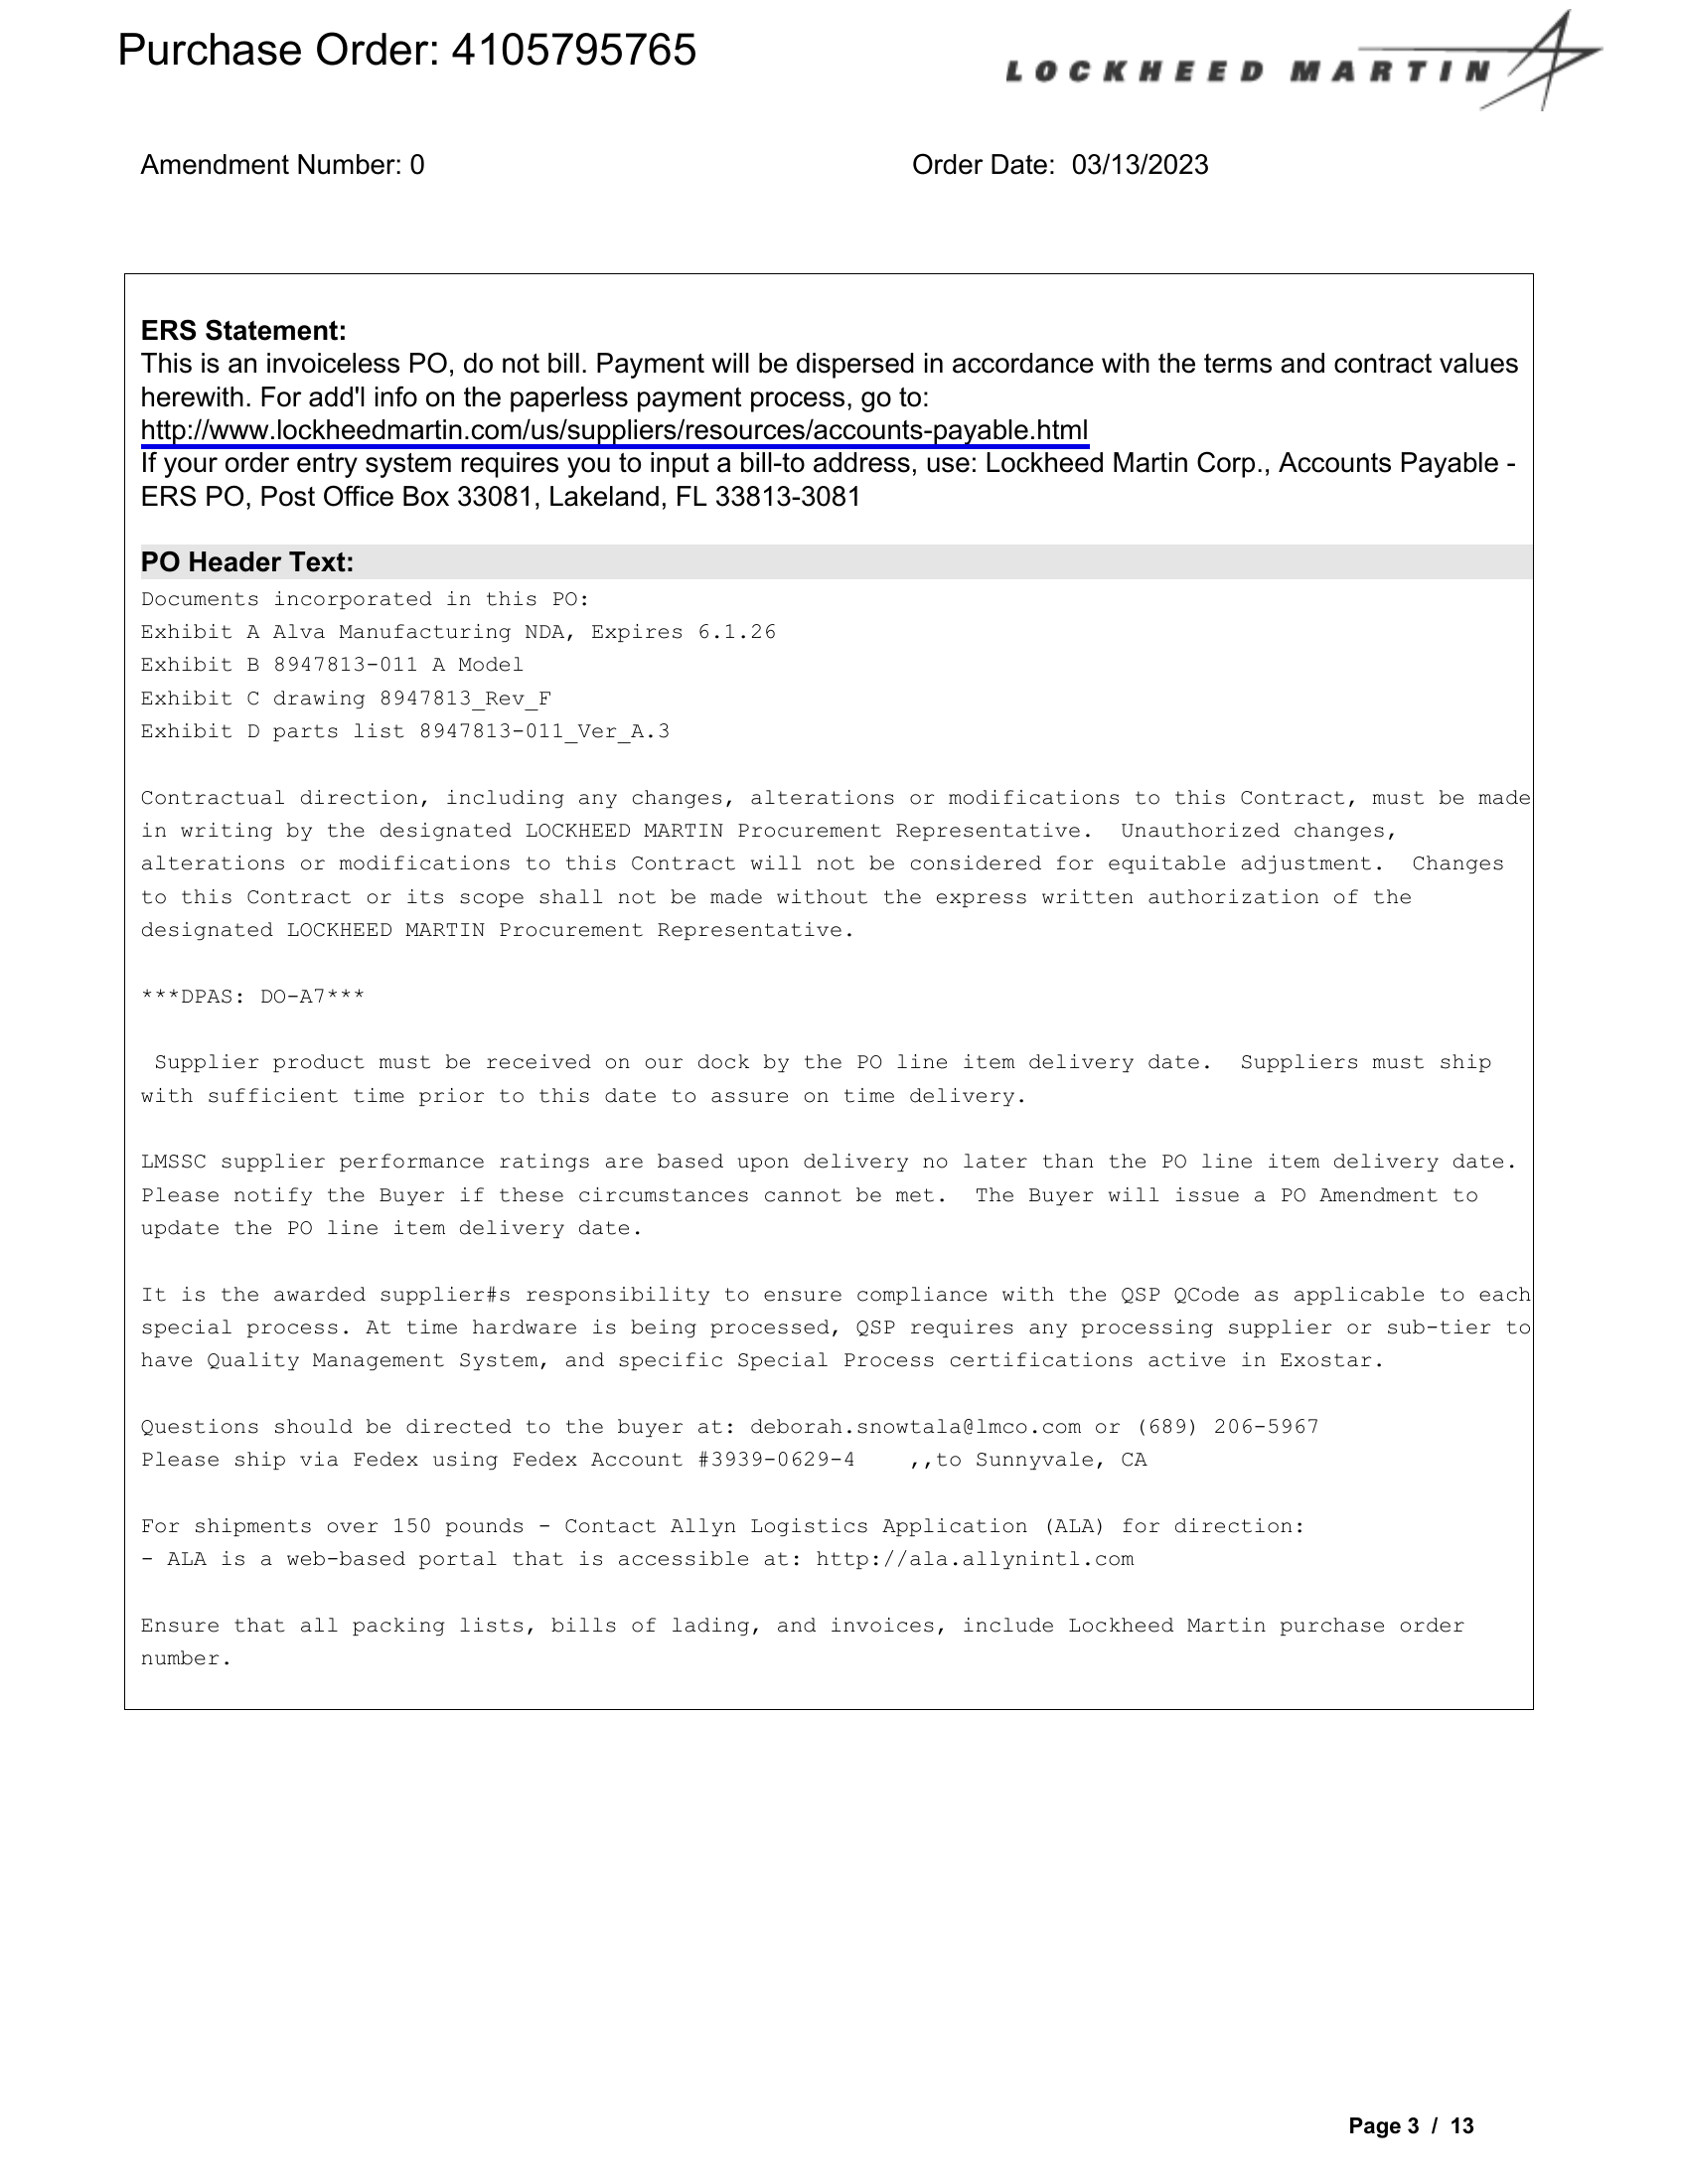 Purchase Order: 4105795765
LOCKHEED MARTIN
Amendment Number: 0 Order Date: 03/13/2023
ERS Statement:
This is an invoiceless PO, do not bill. Payment will be dispersed in accordance with the terms and contract values
herewith. For add'l info on the paperless payment process, go to:
http://www.lockheedmartin.com/us/suppliers/resources/accounts-payable.html
If your order entry system requires you to input a bill-to address, use: Lockheed Martin Corp., Accounts Payable -
ERS PO, Post Office Box 33081, Lakeland, FL 33813-3081
PO Header Text:
Documents incorporated in this PO:
Exhibit A Alva Manufacturing NDA, Expires 6.1.26
Exhibit B 8947813-011 A Model
Exhibit C drawing 8947813_Rev_F
Exhibit D parts list 8947813-011_Ver_A.3
Contractual direction, including any changes, alterations or modifications to this Contract, must be made
in writing by the designated LOCKHEED MARTIN Procurement Representative.  Unauthorized changes,
alterations or modifications to this Contract will not be considered for equitable adjustment.  Changes
to this Contract or its scope shall not be made without the express written authorization of the
designated LOCKHEED MARTIN Procurement Representative.
***DPAS: DO-A7***
Supplier product must be received on our dock by the PO line item delivery date.  Suppliers must ship
with sufficient time prior to this date to assure on time delivery.
LMSSC supplier performance ratings are based upon delivery no later than the PO line item delivery date.
Please notify the Buyer if these circumstances cannot be met.  The Buyer will issue a PO Amendment to
update the PO line item delivery date.
It is the awarded supplier#s responsibility to ensure compliance with the QSP QCode as applicable to each
special process. At time hardware is being processed, QSP requires any processing supplier or sub-tier to
have Quality Management System, and specific Special Process certifications active in Exostar.
Questions should be directed to the buyer at: deborah.snowtala@lmco.com or (689) 206-5967
Please ship via Fedex using Fedex Account #3939-0629-4    ,,to Sunnyvale, CA
For shipments over 150 pounds - Contact Allyn Logistics Application (ALA) for direction:
- ALA is a web-based portal that is accessible at: http://ala.allynintl.com
Ensure that all packing lists, bills of lading, and invoices, include Lockheed Martin purchase order
number.
Page 3 / 13